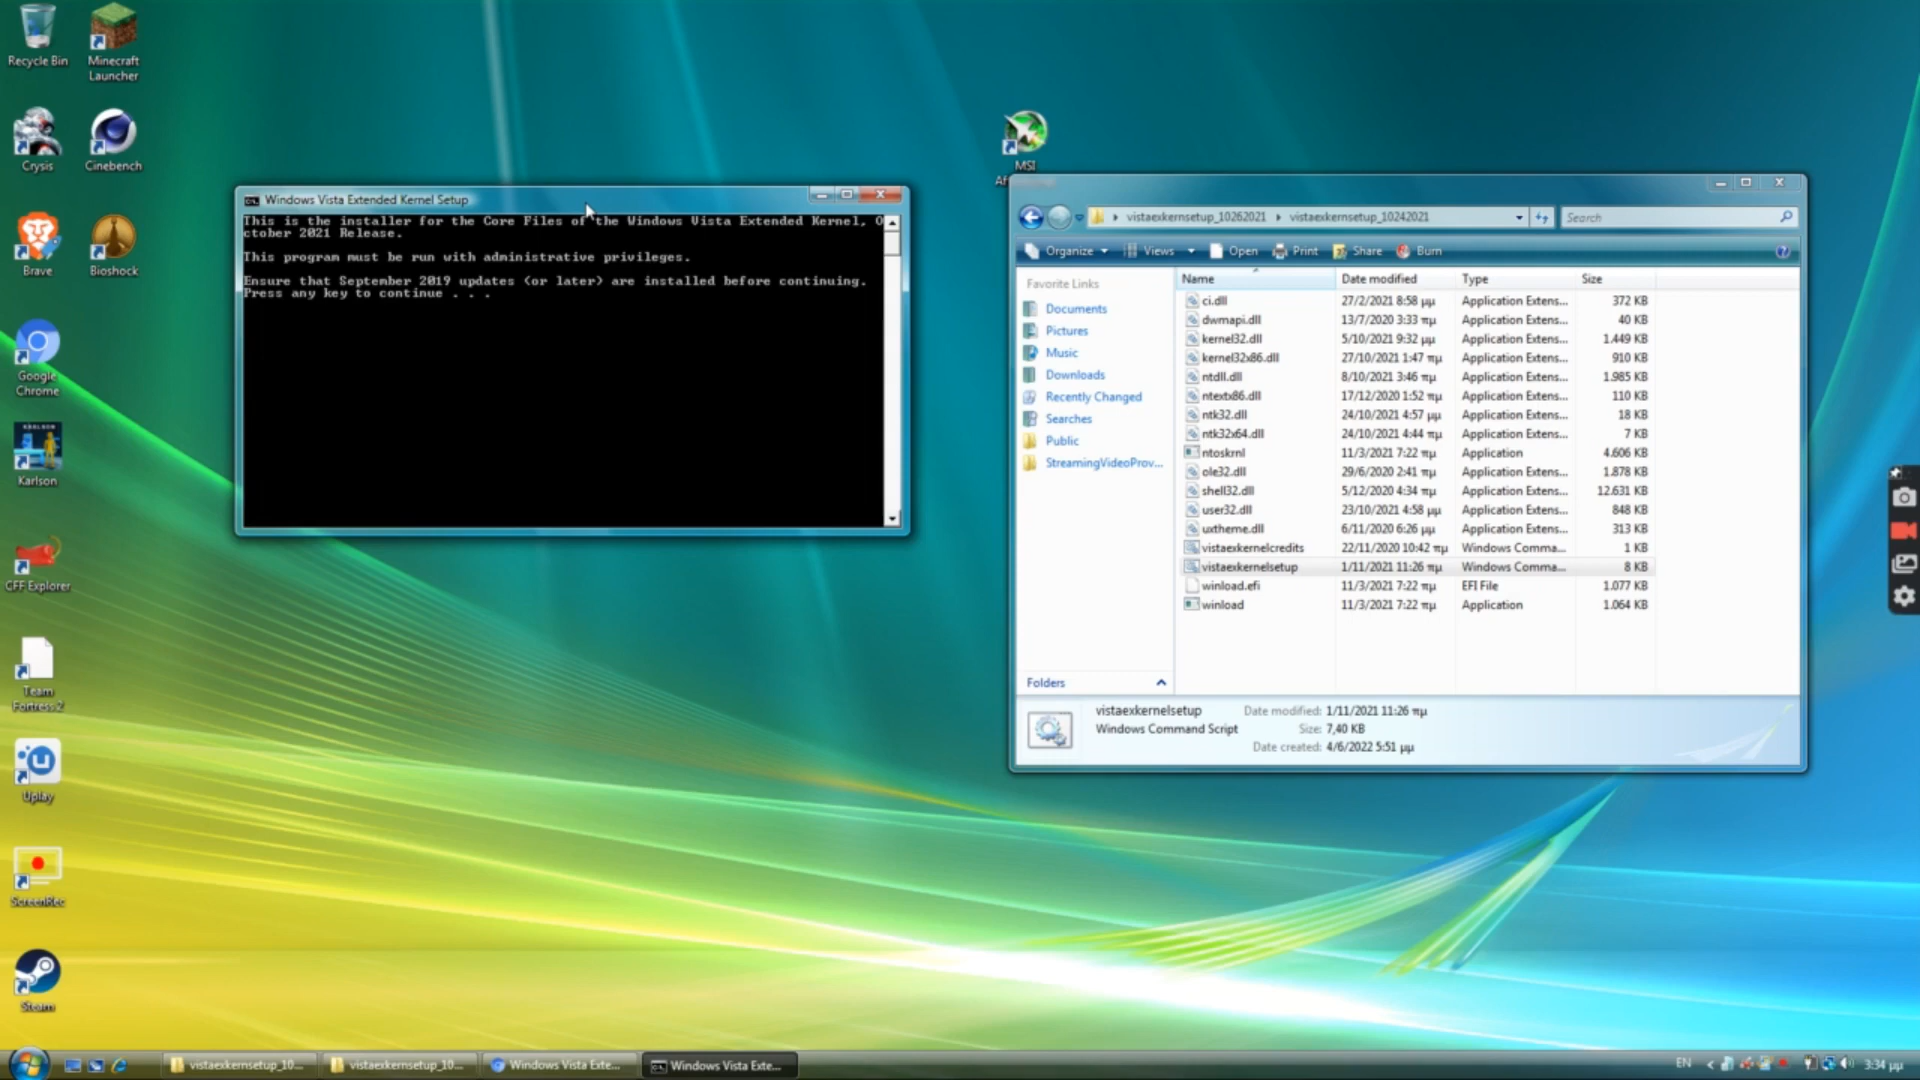 Recycle Bin
Minecraft
Launcher
Crysis
Cinebench
Brave
Bioshock
Google
Chrome
KARLSON
Karlson
CFF Explorer
Team
Fortress 2
Uplay
ScreenRec
Steam
MSI
Windows Vista Extended Kernel Setup
This is the installer for the Core Files of the Windows Vista Extended Kernel, O
ctober 2021 Release.
This program must be run with administrative privileges.
Ensure that September 2019 updates (or later) are installed before continuing.
Press any key to continue . . .
vistaexkernsetup_10262021 vistaexkernsetup_10242021 Search
Organize Views Open Print Share Burn
Favorite Links
Documents
Pictures
Music
Downloads
Recently Changed
Searches
Public
StreamingVideoProv...
Folders
Name Date modified Type Size
ci.dll 27/2/2021 8:58 μμ Application Extens... 372 KB
dwmapi.dll 13/7/2020 3:33 πμ Application Extens... 40 KB
kernel32.dll 5/10/2021 9:32 μμ Application Extens... 1.449 KB
kernel32x86.dll 27/10/2021 1:47 πμ Application Extens... 910 KB
ntdll.dll 8/10/2021 3:46 πμ Application Extens... 1.985 KB
ntextx86.dll 17/12/2020 1:52 πμ Application Extens... 110 KB
ntk32.dll 24/10/2021 4:57 μμ Application Extens... 18 KB
ntk32x64.dll 24/10/2021 4:44 πμ Application Extens... 7 KB
ntoskrnl 11/3/2021 7:22 πμ Application 4.606 KB
ole32.dll 29/6/2020 2:41 πμ Application Extens... 1.878 KB
shell32.dll 5/12/2020 4:34 πμ Application Extens... 12.631 KB
user32.dll 23/10/2021 4:58 μμ Application Extens... 848 KB
uxtheme.dll 6/11/2020 6:26 μμ Application Extens... 313 KB
vistaexkernelcredits 22/11/2020 10:42 πμ Windows Comma... 1 KB
vistaexkernelsetup 1/11/2021 11:26 πμ Windows Comma... 8 KB
winload.efi 11/3/2021 7:22 πμ EFI File 1.077 KB
winload 11/3/2021 7:22 πμ Application 1.064 KB
vistaexkernelsetup Date modified: 1/11/2021 11:26 πμ
Windows Command Script Size: 7,40 KB
Date created: 4/6/2022 5:51 μμ
vistaexkernsetup_10... vistaexkernsetup_10... Windows Vista Exte... Windows Vista Exte... EN 3:34 μμ